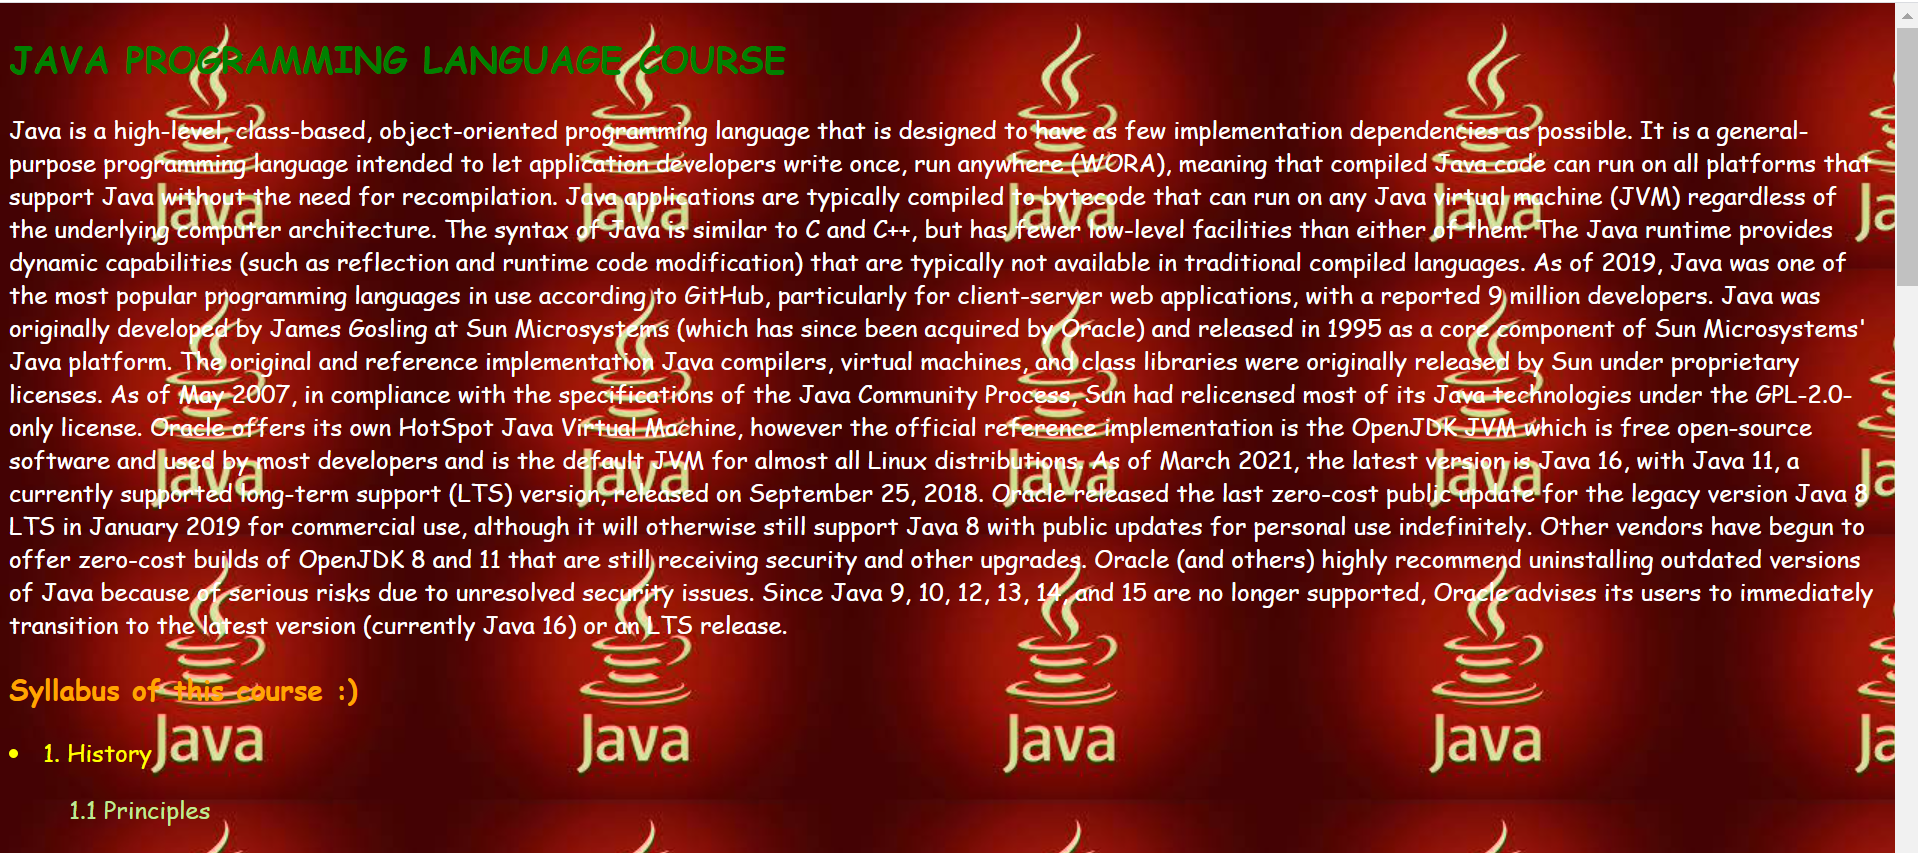 JAVA PROGRAMMING LANGUAGE COURSE
Java is a high-level, class-based, object-oriented programming language that is designed to have as few implementation dependencies as possible. It is a general-
purpose programming language intended to let application developers write once, run anywhere (WORA), meaning that compiled Java code can run on all platforms that
support Java without the need for recompilation. Java applications are typically compiled to bytecode that can run on any Java virtual machine (JVM) regardless of
the underlying computer architecture. The syntax of Java is similar to C and C++, but has fewer low-level facilities than either of them. The Java runtime provides
dynamic capabilities (such as reflection and runtime code modification) that are typically not available in traditional compiled languages. As of 2019, Java was one of
the most popular programming languages in use according to GitHub, particularly for client-server web applications, with a reported 9 million developers. Java was
originally developed by James Gosling at Sun Microsystems (which has since been acquired by Oracle) and released in 1995 as a core component of Sun Microsystems'
Java platform. The original and reference implementation Java compilers, virtual machines, and class libraries were originally released by Sun under proprietary
licenses. As of May 2007, in compliance with the specifications of the Java Community Process, Sun had relicensed most of its Java technologies under the GPL-2.0-
only license. Oracle offers its own HotSpot Java Virtual Machine, however the official reference implementation is the OpenJDK JVM which is free open-source
software and used by most developers and is the default JVM for almost all Linux distributions. As of March 2021, the latest version is Java 16, with Java 11, a
currently supported long-term support (LTS) version, released on September 25, 2018. Oracle released the last zero-cost public update for the legacy version Java 8
LTS in January 2019 for commercial use, although it will otherwise still support Java 8 with public updates for personal use indefinitely. Other vendors have begun to
offer zero-cost builds of OpenJDK 8 and 11 that are still receiving security and other upgrades. Oracle (and others) highly recommend uninstalling outdated versions
of Java because of serious risks due to unresolved security issues. Since Java 9, 10, 12, 13, 14, and 15 are no longer supported, Oracle advises its users to immediately
transition to the latest version (currently Java 16) or an LTS release.
Syllabus of this course :)
• 1. History
1.1 Principles
Java Java Java Java Ja
Java Java Java Java Ja
Java Java Java Java Ja